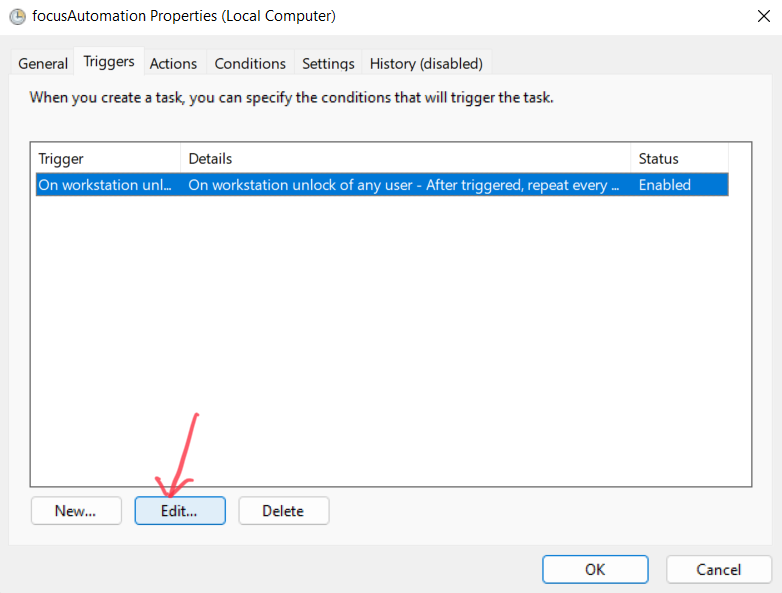 focusAutomation Properties (Local Computer)
General Triggers Actions Conditions Settings History (disabled)
When you create a task, you can specify the conditions that will trigger the task.
Trigger Details Status
On workstation unl... On workstation unlock of any user - After triggered, repeat every ... Enabled
New... Edit... Delete
OK Cancel